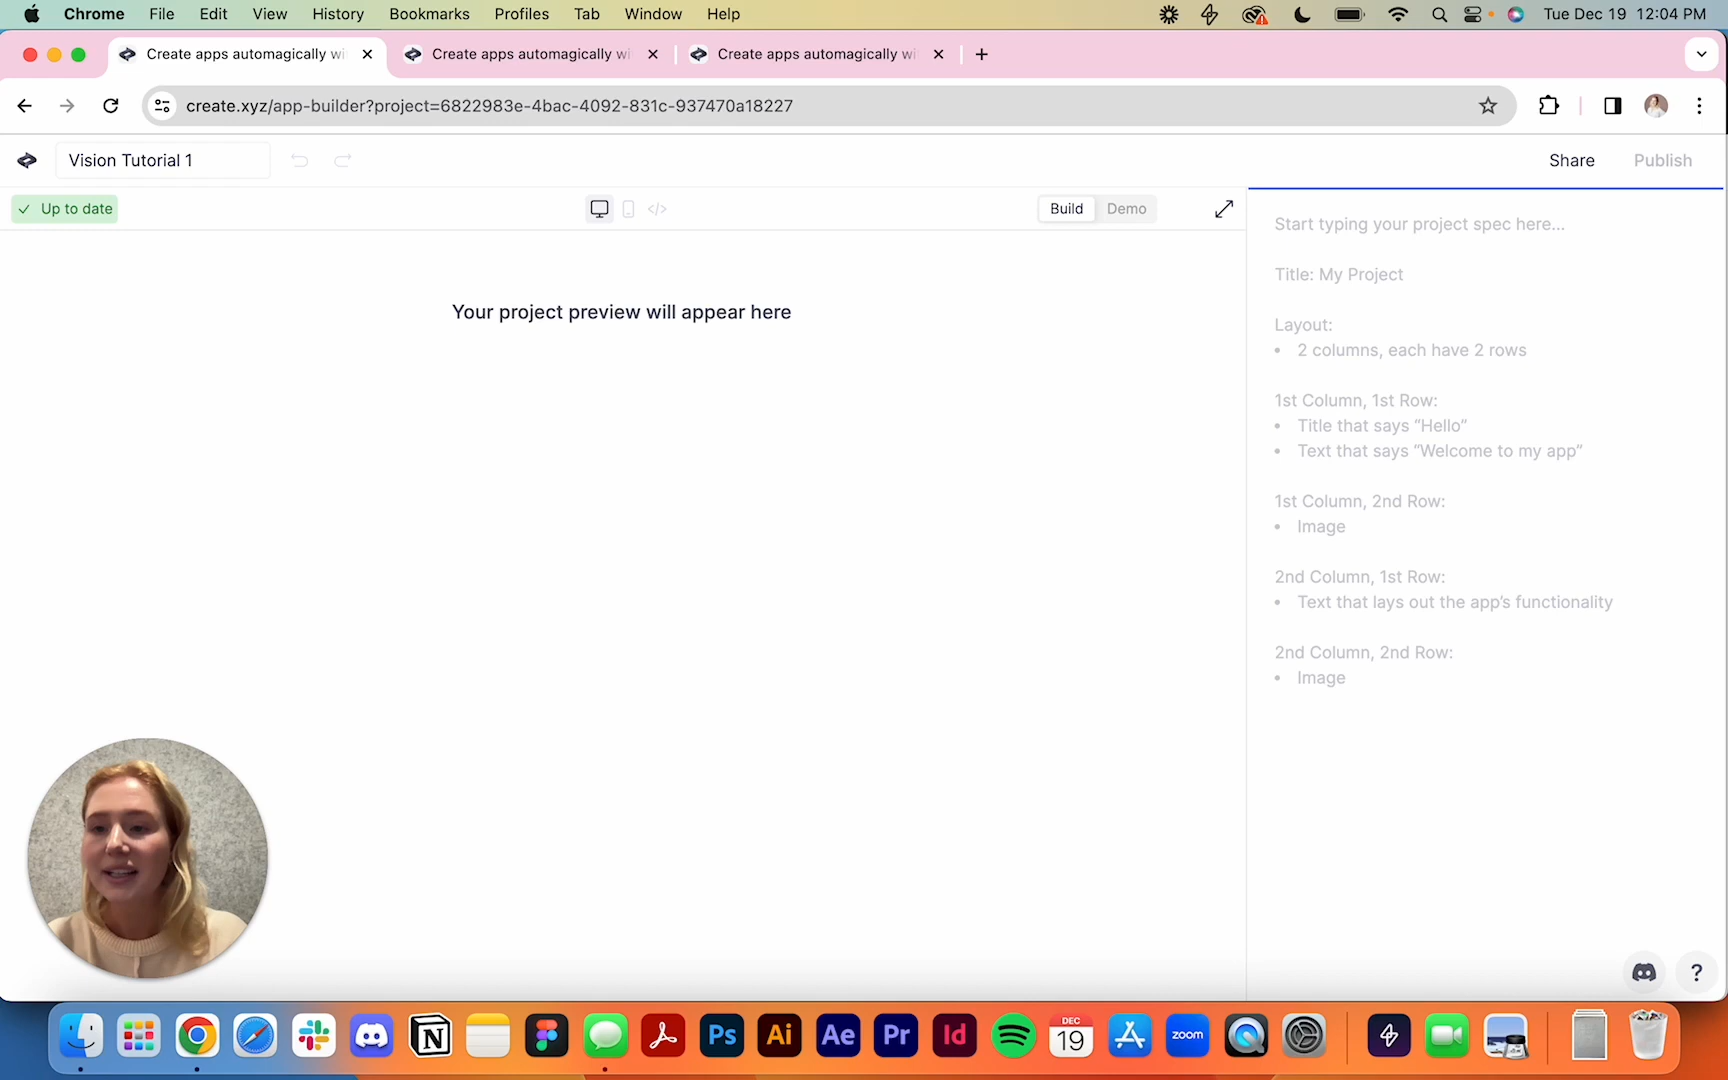 Chrome File Edit View History Bookmarks Profiles Tab Window Help Tue Dec 19 12:04 PM
Create apps automagically wi Create apps automagically wi Create apps automagically wi
create.xyz/app-builder?project=6822983e-4bac-4092-831c-937470a18227
Vision Tutorial 1 Share Publish
Up to date Build Demo
Your project preview will appear here
Start typing your project spec here...
Title: My Project
Layout:
• 2 columns, each have 2 rows
1st Column, 1st Row:
• Title that says “Hello”
• Text that says “Welcome to my app”
1st Column, 2nd Row:
• Image
2nd Column, 1st Row:
• Text that lays out the app’s functionality
2nd Column, 2nd Row:
• Image
?
N Ps Ai Ae Pr Id DEC 19 zoom